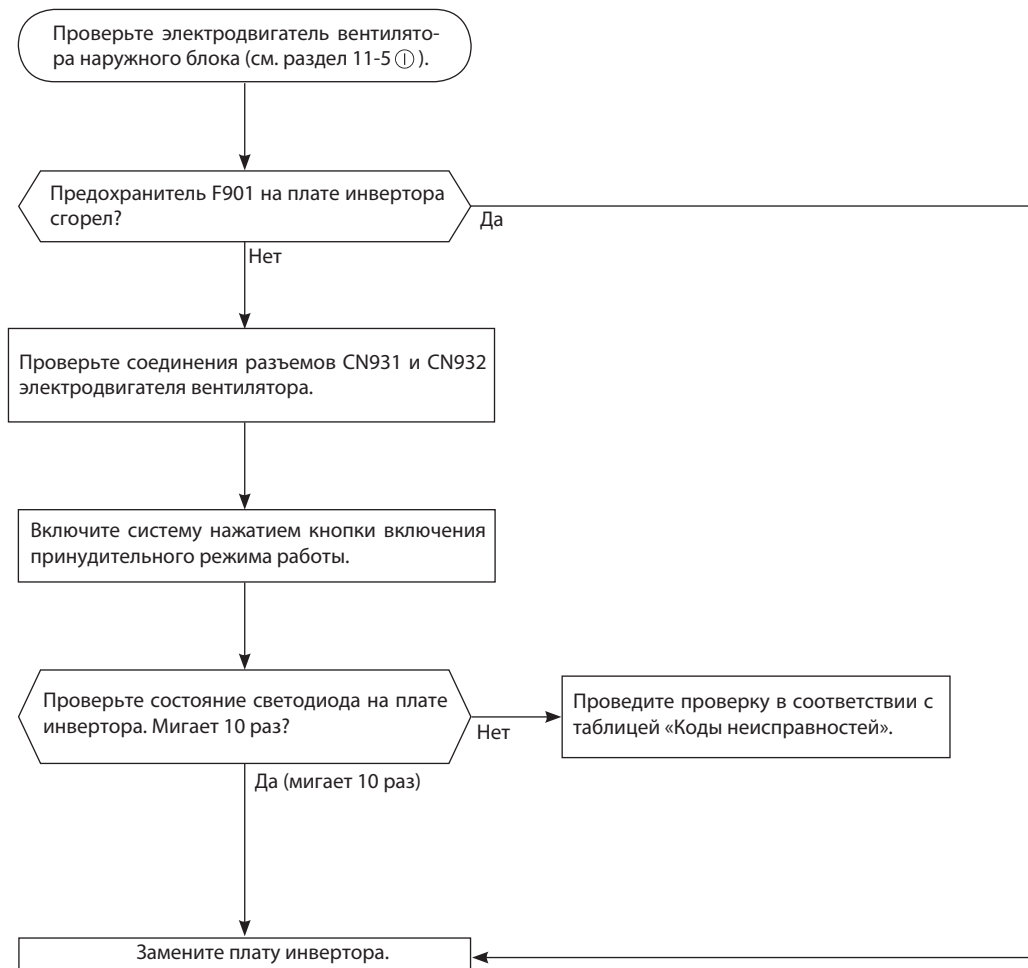 Проверьте электродвигатель вентилято-
ра наружного блока (см. раздел 11-5 Ⓘ ).
Предохранитель F901 на плате инвертора
сгорел?
Да
Нет
Проверьте соединения разъемов CN931 и CN932
электродвигателя вентилятора.
Включите систему нажатием кнопки включения
принудительного режима работы.
Проверьте состояние светодиода на плате
инвертора. Мигает 10 раз?
Нет
Проведите проверку в соответствии с
таблицей «Коды неисправностей».
Да (мигает 10 раз)
Замените плату инвертора.